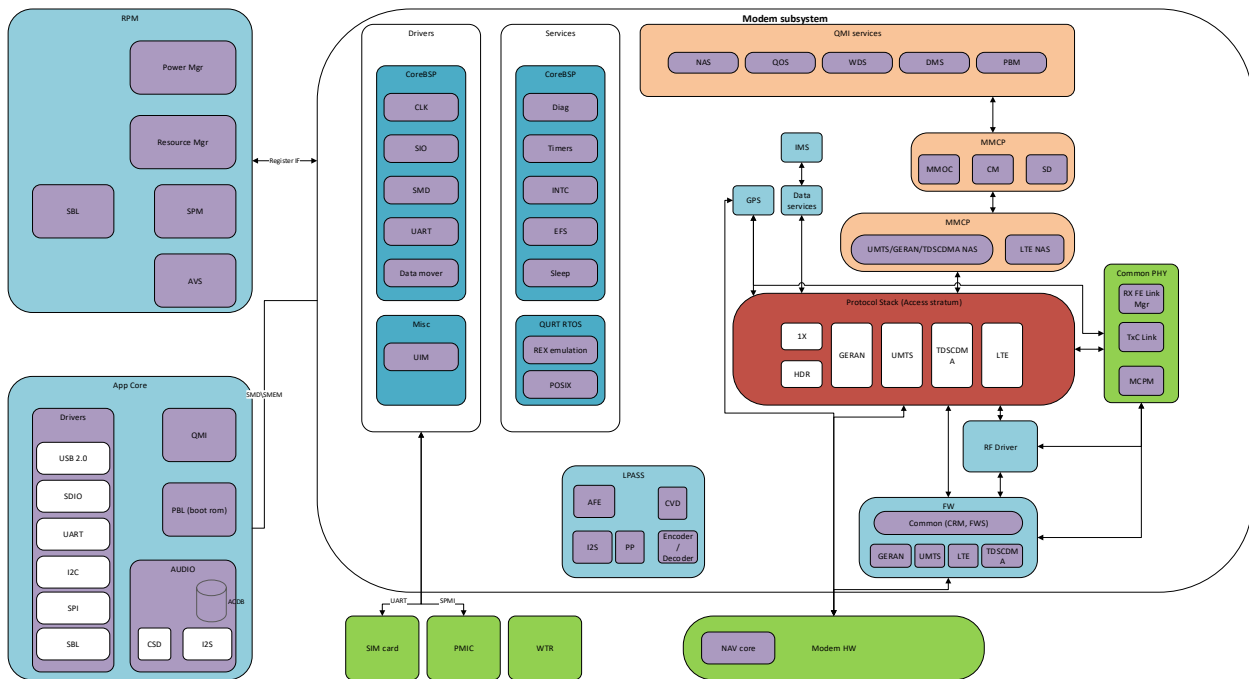 RPM
Power Mgr
Resource Mgr
SBL
SPM
AVS
Register IF
App Core
Drivers
USB 2.0
SDIO
UART
I2C
SPI
SBL
QMI
PBL (boot rom)
AUDIO
ACDB
CSD
I2S
SMD\SMEM
Modem subsystem
Drivers
CoreBSP
CLK
SIO
SMD
UART
Data mover
Misc
UIM
Services
CoreBSP
Diag
Timers
INTC
EFS
Sleep
QURT RTOS
REX emulation
POSIX
QMI services
NAS
QOS
WDS
DMS
PBM
MMCP
MMOC
CM
SD
IMS
GPS
Data
services
MMCP
UMTS/GERAN/TDSCDMA NAS
LTE NAS
Common PHY
RX FE Link
Mgr
TxC Link
MCPM
Protocol Stack (Access stratum)
1X
HDR
GERAN
UMTS
TDSCDM
A
LTE
RF Driver
LPASS
AFE
CVD
I2S
PP
Encoder
/
Decoder
FW
Common (CRM, FWS)
GERAN
UMTS
LTE
TDSCDM
A
UART
SPMI
SIM card
PMIC
WTR
NAV core
Modem HW